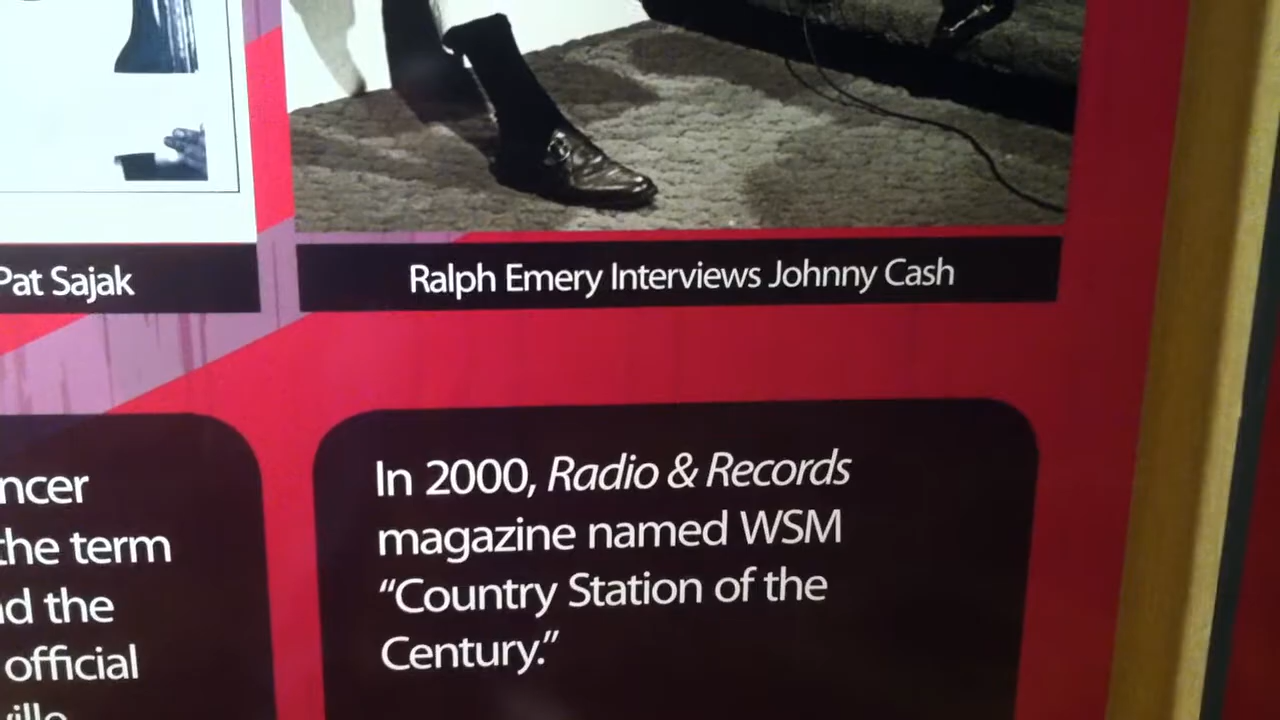 Pat Sajak
Ralph Emery Interviews Johnny Cash
the term
the
official
In 2000, Radio & Records
magazine named WSM
“Country Station of the
Century.”